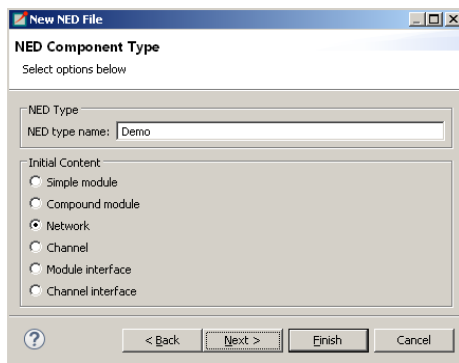 New NED File
NED Component Type
Select options below
NED Type
NED type name: Demo
Initial Content
Simple module
Compound module
Network
Channel
Module interface
Channel interface
? < Back Next > Finish Cancel